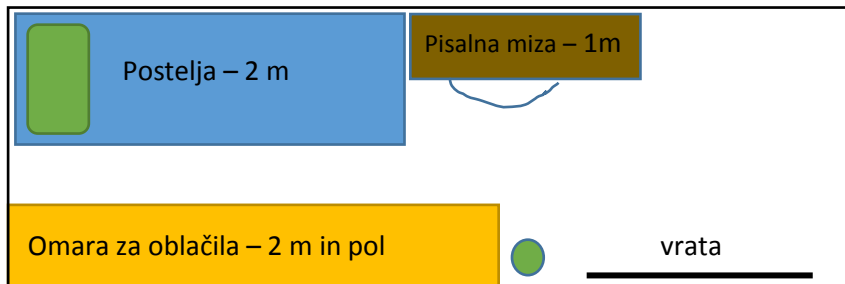 Postelja – 2 m
Pisalna miza – 1m
Omara za oblačila – 2 m in pol
vrata